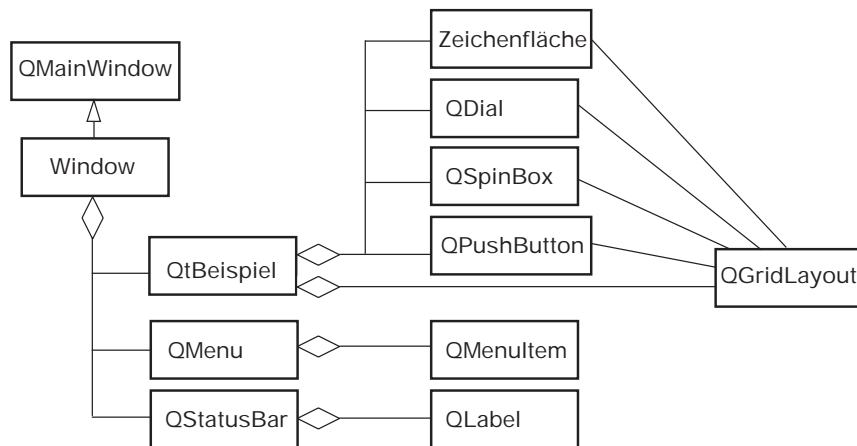 Zeichenfläche
QMainWindow
QDial
Window
QSpinBox
QPushButton
QtBeispiel
QGridLayout
QMenu
QMenuItem
QStatusBar
QLabel